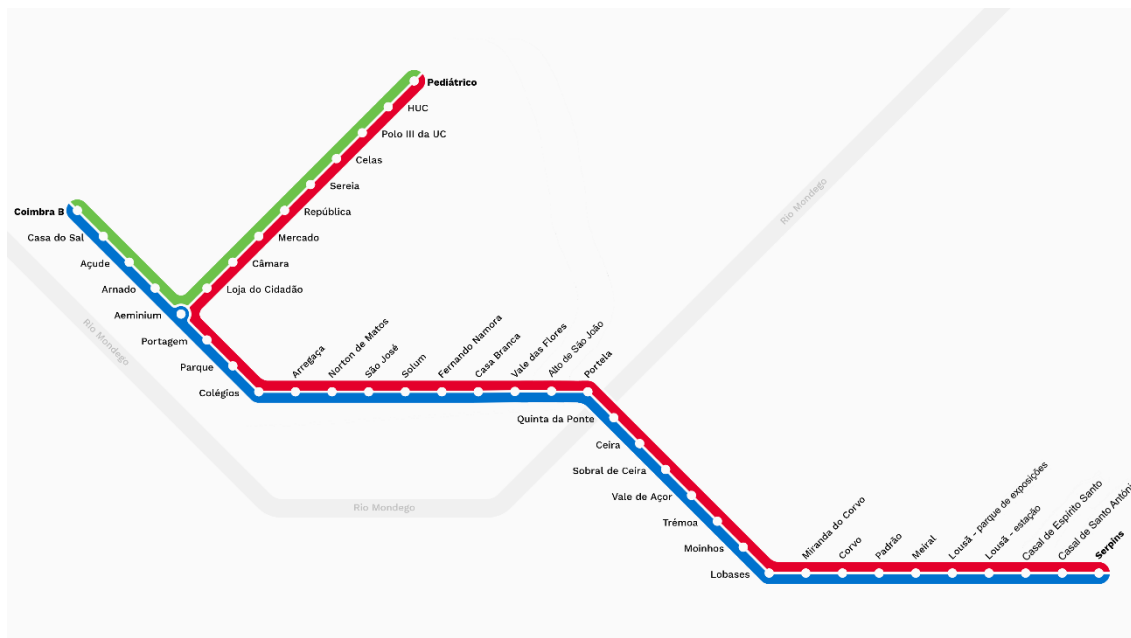 Pediátrico
HUC
Polo III da UC
Celas
Sereia
República
Mercado
Câmara
Loja do Cidadão
Coimbra B
Casa do Sal
Açude
Arnado
Aeminium
Portagem
Parque
Colégios
Arregaça
Norton de Matos
São José
Solum
Fernando Namora
Casa Branca
Vale das Flores
Alto de São João
Portela
Quinta da Ponte
Ceira
Sobral de Ceira
Vale de Açor
Trémoa
Moinhos
Lobases
Miranda do Corvo
Corvo
Padrão
Meiral
Lousã - parque de exposições
Lousã - estação
Casal de Espírito Santo
Casal de Santo Antóni
Serpins
Rio Mondego
Rio Mondego
Rio Mondego